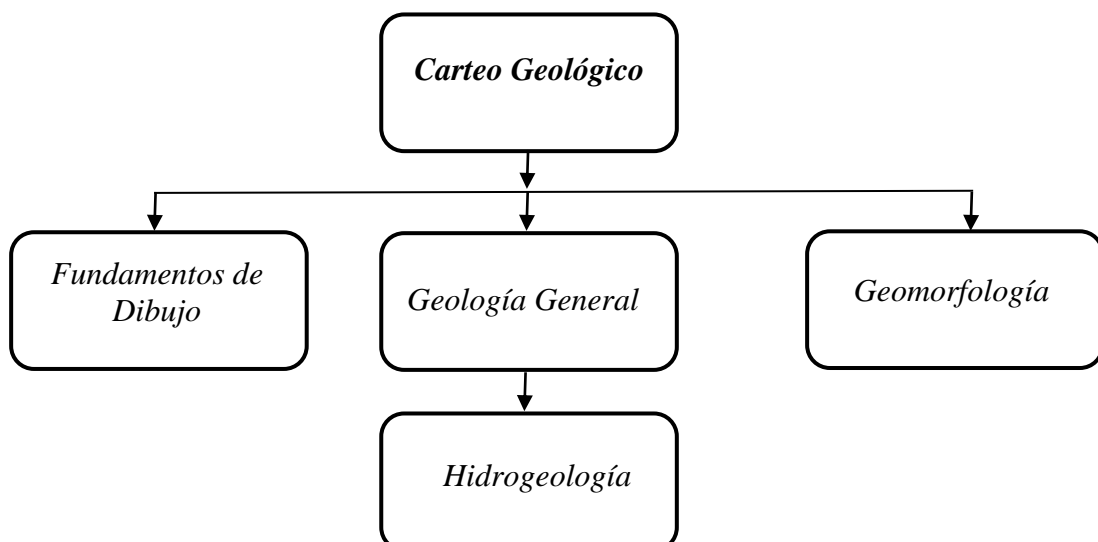 Carteo Geológico
Fundamentos de
Dibujo
Geología General
Geomorfología
Hidrogeología